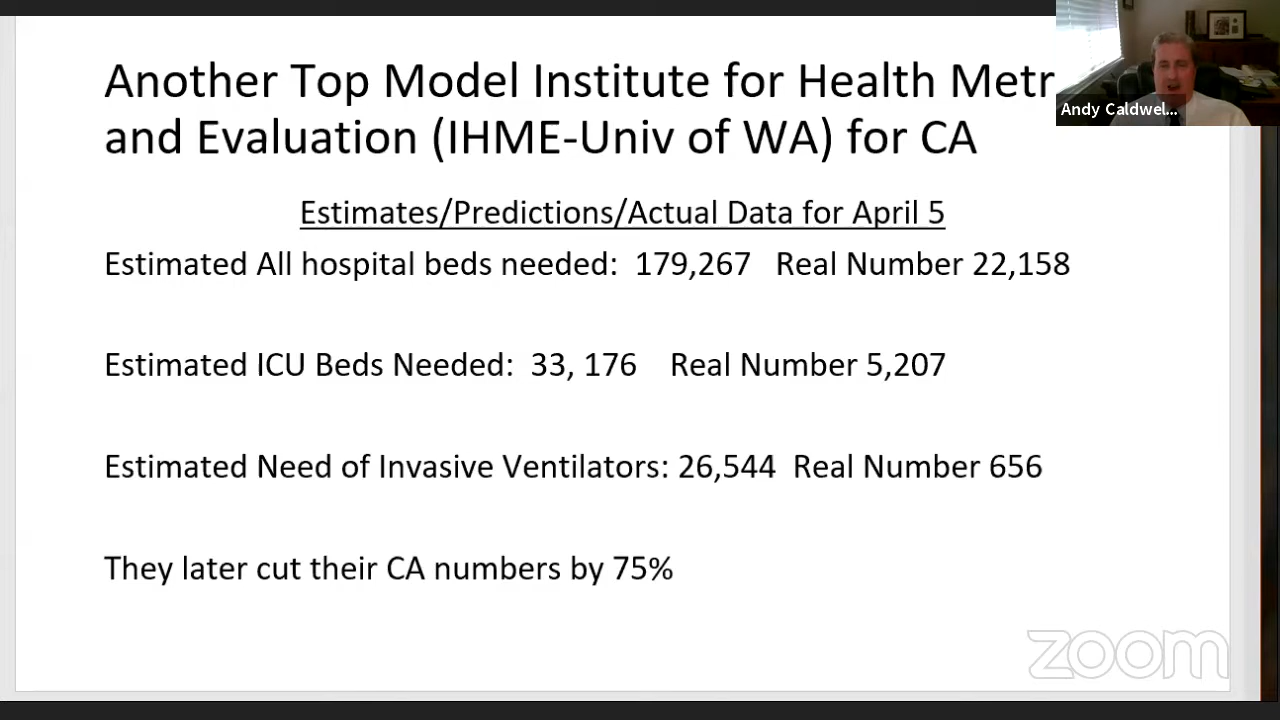 Another Top Model Institute for Health Metr
and Evaluation (IHME-Univ of WA) for CA
Andy Caldwel...
Estimates/Predictions/Actual Data for April 5
Estimated All hospital beds needed: 179,267 Real Number 22,158
Estimated ICU Beds Needed: 33, 176 Real Number 5,207
Estimated Need of Invasive Ventilators: 26,544 Real Number 656
They later cut their CA numbers by 75%
zoom